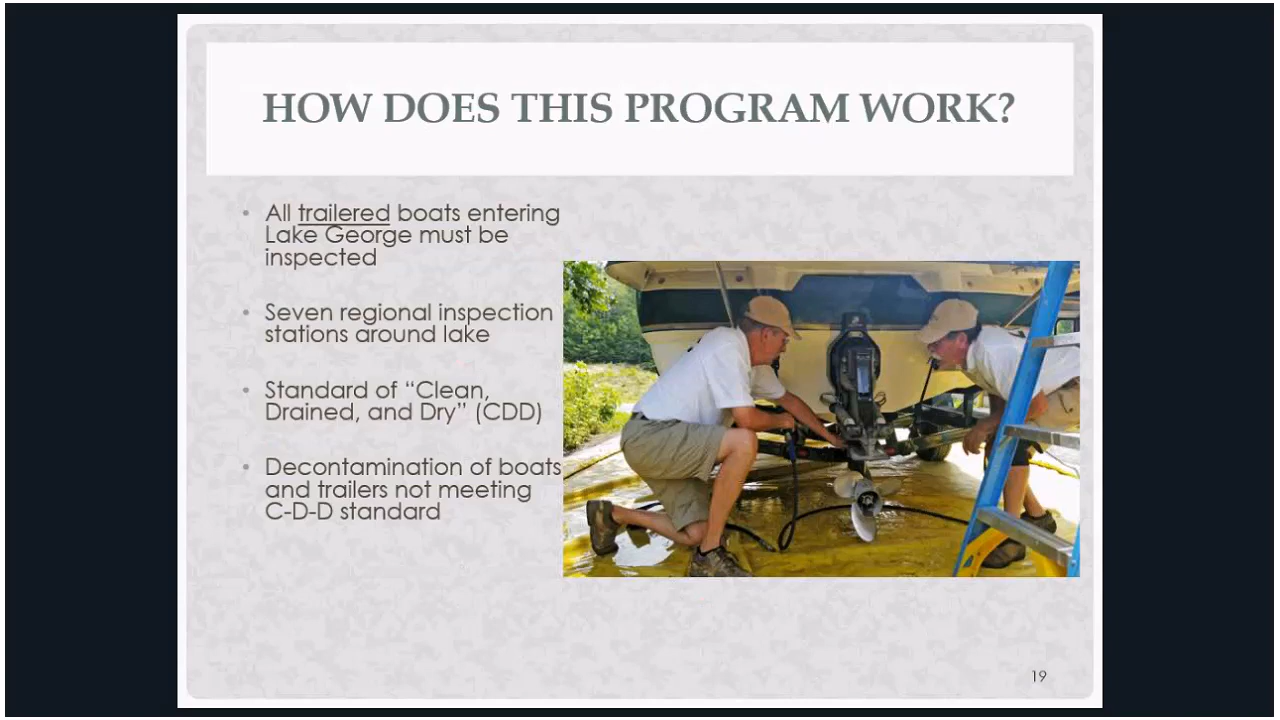 HOW DOES THIS PROGRAM WORK?
• All trailered boats entering
Lake George must be
inspected
• Seven regional inspection
stations around lake
• Standard of “Clean,
Drained, and Dry” (CDD)
• Decontamination of boats
and trailers not meeting
C-D-D standard
19